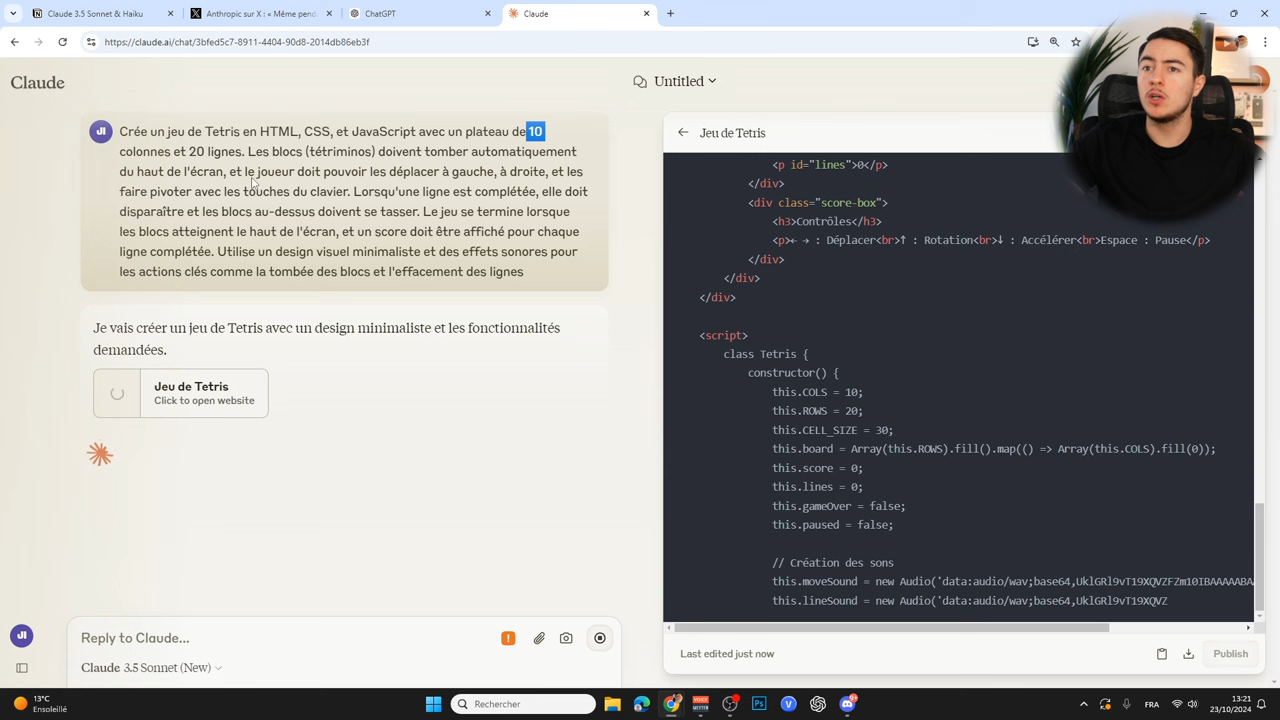 Claude 3.5 Sonnet & Haiku
Anthropic sur X : « Même pend
ChatGPT
Claude
https://claude.ai/chat/3bfed5c7-8911-4404-90d8-2014db86eb3f
Claude
Untitled
JI
Crée un jeu de Tetris en HTML, CSS, et JavaScript avec un plateau de 10
colonnes et 20 lignes. Les blocs (tétriminos) doivent tomber automatiquement
du haut de l'écran, et le joueur doit pouvoir les déplacer à gauche, à droite, et les
faire pivoter avec les touches du clavier. Lorsqu'une ligne est complétée, elle doit
disparaître et les blocs au-dessus doivent se tasser. Le jeu se termine lorsque
les blocs atteignent le haut de l'écran, et un score doit être affiché pour chaque
ligne complétée. Utilise un design visuel minimaliste et des effets sonores pour
les actions clés comme la tombée des blocs et l'effacement des lignes
Je vais créer un jeu de Tetris avec un design minimaliste et les fonctionnalités
demandées.
Jeu de Tetris
Click to open website
JI
Reply to Claude...
Claude 3.5 Sonnet (New)
Jeu de Tetris
<p id="lines">0</p>
</div>
<div class="score-box">
<h3>Contrôles</h3>
<p>← → : Déplacer<br>↑ : Rotation<br>↓ : Accélérer<br>Espace : Pause</p>
</div>
</div>
</div>
<script>
class Tetris {
constructor() {
this.COLS = 10;
this.ROWS = 20;
this.CELL_SIZE = 30;
this.board = Array(this.ROWS).fill().map(() => Array(this.COLS).fill(0));
this.score = 0;
this.lines = 0;
this.gameOver = false;
this.paused = false;
// Création des sons
this.moveSound = new Audio('data:audio/wav;base64,UklGRl9vT19XQVZFZm10IBAAAAABAA
this.lineSound = new Audio('data:audio/wav;base64,UklGRl9vT19XQVZ
Last edited just now
Publish
13°C
Ensoleillé
Rechercher
FRA
13:21
23/10/2024